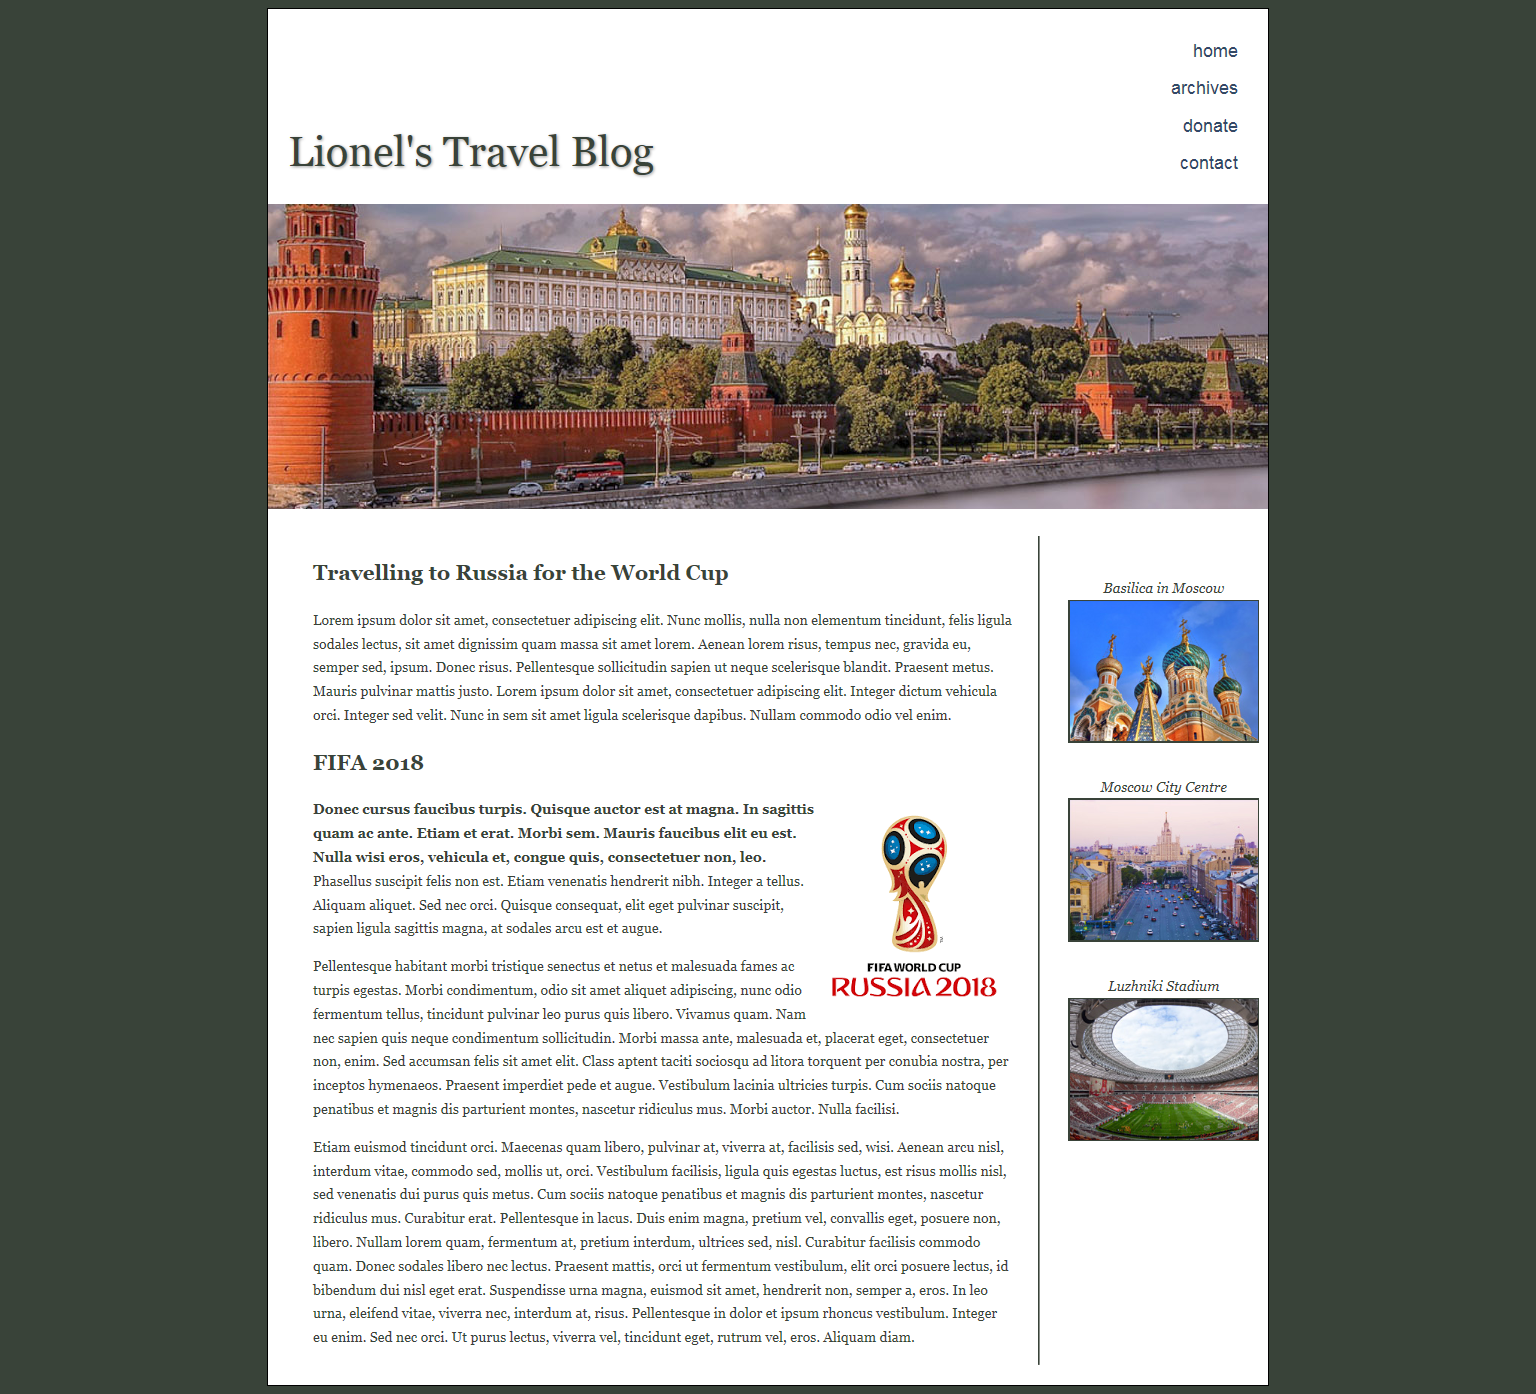 home
archives
donate
contact
Lionel's Travel Blog
Travelling to Russia for the World Cup
Lorem ipsum dolor sit amet, consectetuer adipiscing elit. Nunc mollis, nulla non elementum tincidunt, felis ligula
sodales lectus, sit amet dignissim quam massa sit amet lorem. Aenean lorem risus, tempus nec, gravida eu,
semper sed, ipsum. Donec risus. Pellentesque sollicitudin sapien ut neque scelerisque blandit. Praesent metus.
Mauris pulvinar mattis justo. Lorem ipsum dolor sit amet, consectetuer adipiscing elit. Integer dictum vehicula
orci. Integer sed velit. Nunc in sem sit amet ligula scelerisque dapibus. Nullam commodo odio vel enim.
FIFA 2018
Donec cursus faucibus turpis. Quisque auctor est at magna. In sagittis
quam ac ante. Etiam et erat. Morbi sem. Mauris faucibus elit eu est.
Nulla wisi eros, vehicula et, congue quis, consectetuer non, leo.
Phasellus suscipit felis non est. Etiam venenatis hendrerit nibh. Integer a tellus.
Aliquam aliquet. Sed nec orci. Quisque consequat, elit eget pulvinar suscipit,
sapien ligula sagittis magna, at sodales arcu est et augue.
FIFA WORLD CUP
RUSSIA 2018
Pellentesque habitant morbi tristique senectus et netus et malesuada fames ac
turpis egestas. Morbi condimentum, odio sit amet aliquet adipiscing, nunc odio
fermentum tellus, tincidunt pulvinar leo purus quis libero. Vivamus quam. Nam
nec sapien quis neque condimentum sollicitudin. Morbi massa ante, malesuada et, placerat eget, consectetuer
non, enim. Sed accumsan felis sit amet elit. Class aptent taciti sociosqu ad litora torquent per conubia nostra, per
inceptos hymenaeos. Praesent imperdiet pede et augue. Vestibulum lacinia ultricies turpis. Cum sociis natoque
penatibus et magnis dis parturient montes, nascetur ridiculus mus. Morbi auctor. Nulla facilisi.
Etiam euismod tincidunt orci. Maecenas quam libero, pulvinar at, viverra at, facilisis sed, wisi. Aenean arcu nisl,
interdum vitae, commodo sed, mollis ut, orci. Vestibulum facilisis, ligula quis egestas luctus, est risus mollis nisl,
sed venenatis dui purus quis metus. Cum sociis natoque penatibus et magnis dis parturient montes, nascetur
ridiculus mus. Curabitur erat. Pellentesque in lacus. Duis enim magna, pretium vel, convallis eget, posuere non,
libero. Nullam lorem quam, fermentum at, pretium interdum, ultrices sed, nisl. Curabitur facilisis commodo
quam. Donec sodales libero nec lectus. Praesent mattis, orci ut fermentum vestibulum, elit orci posuere lectus, id
bibendum dui nisl eget erat. Suspendisse urna magna, euismod sit amet, hendrerit non, semper a, eros. In leo
urna, eleifend vitae, viverra nec, interdum at, risus. Pellentesque in dolor et ipsum rhoncus vestibulum. Integer
eu enim. Sed nec orci. Ut purus lectus, viverra vel, tincidunt eget, rutrum vel, eros. Aliquam diam.
Basilica in Moscow
Moscow City Centre
Luzhniki Stadium